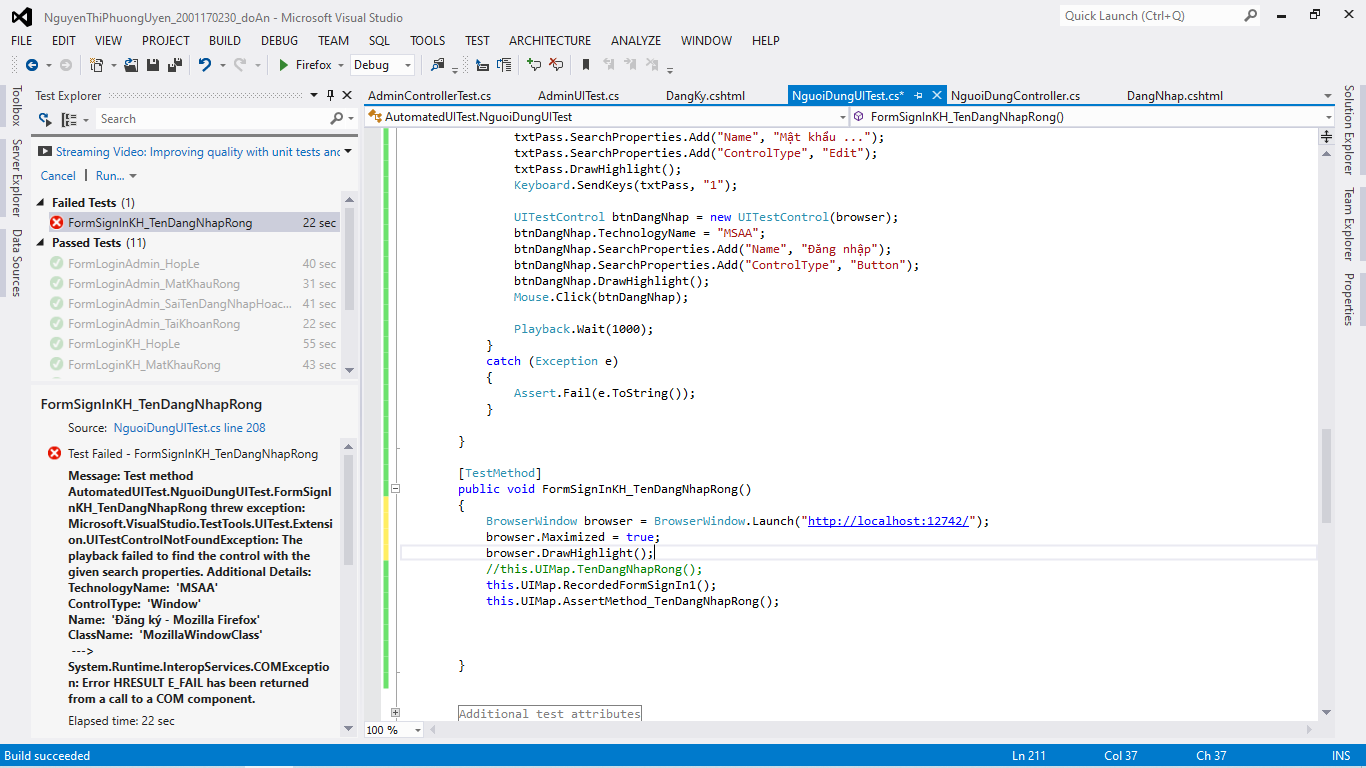 NguyenThiPhuongUyen_2001170230_doAn - Microsoft Visual Studio
Quick Launch (Ctrl+Q)
FILE EDIT VIEW PROJECT BUILD DEBUG TEAM SQL TOOLS TEST ARCHITECTURE ANALYZE WINDOW HELP
Firefox Debug
Toolbox
Server Explorer
Data Sources
Test Explorer
Search
Streaming Video: Improving quality with unit tests and
Cancel | Run...
Failed Tests (1)
FormSignInKH_TenDangNhapRong 22 sec
Passed Tests (11)
FormLoginAdmin_HopLe 40 sec
FormLoginAdmin_MatKhauRong 31 sec
FormLoginAdmin_SaiTenDangNhapHoac... 41 sec
FormLoginAdmin_TaiKhoanRong 22 sec
FormLoginKH_HopLe 55 sec
FormLoginKH_MatKhauRong 43 sec
FormSignInKH_TenDangNhapRong
Source: NguoiDungUITest.cs line 208
Test Failed - FormSignInKH_TenDangNhapRong
Message: Test method
AutomatedUITest.NguoiDungUITest.FormSignI
nKH_TenDangNhapRong threw exception:
Microsoft.VisualStudio.TestTools.UITest.Extensi
on.UITestControlNotFoundException: The
playback failed to find the control with the
given search properties. Additional Details:
TechnologyName: 'MSAA'
ControlType: 'Window'
Name: 'Đăng ký - Mozilla Firefox'
ClassName: 'MozillaWindowClass'
--->
System.Runtime.InteropServices.COMExceptio
n: Error HRESULT E_FAIL has been returned
from a call to a COM component.
Elapsed time: 22 sec
AdminControllerTest.cs AdminUITest.cs DangKy.cshtml NguoiDungUITest.cs* NguoiDungController.cs DangNhap.cshtml
AutomatedUITest.NguoiDungUITest FormSignInKH_TenDangNhapRong()
txtPass.SearchProperties.Add("Name", "Mật khẩu ...");
txtPass.SearchProperties.Add("ControlType", "Edit");
txtPass.DrawHighlight();
Keyboard.SendKeys(txtPass, "1");
UITestControl btnDangNhap = new UITestControl(browser);
btnDangNhap.TechnologyName = "MSAA";
btnDangNhap.SearchProperties.Add("Name", "Đăng nhập");
btnDangNhap.SearchProperties.Add("ControlType", "Button");
btnDangNhap.DrawHighlight();
Mouse.Click(btnDangNhap);
Playback.Wait(1000);
}
catch (Exception e)
{
Assert.Fail(e.ToString());
}
}
[TestMethod]
public void FormSignInKH_TenDangNhapRong()
{
BrowserWindow browser = BrowserWindow.Launch("http://localhost:12742/");
browser.Maximized = true;
browser.DrawHighlight();
//this.UIMap.TenDangNhapRong();
this.UIMap.RecordedFormSignIn1();
this.UIMap.AssertMethod_TenDangNhapRong();
}
Additional test attributes
100 %
Solution Explorer
Team Explorer
Properties
Build succeeded Ln 211 Col 37 Ch 37 INS